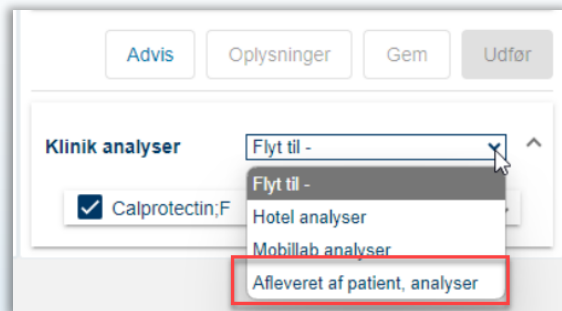 Advis Oplysninger Gem Udfør
Klinik analyser Flyt til -
Flyt til -
Calprotectin;F Hotel analyser
Mobillab analyser
Afleveret af patient, analyser